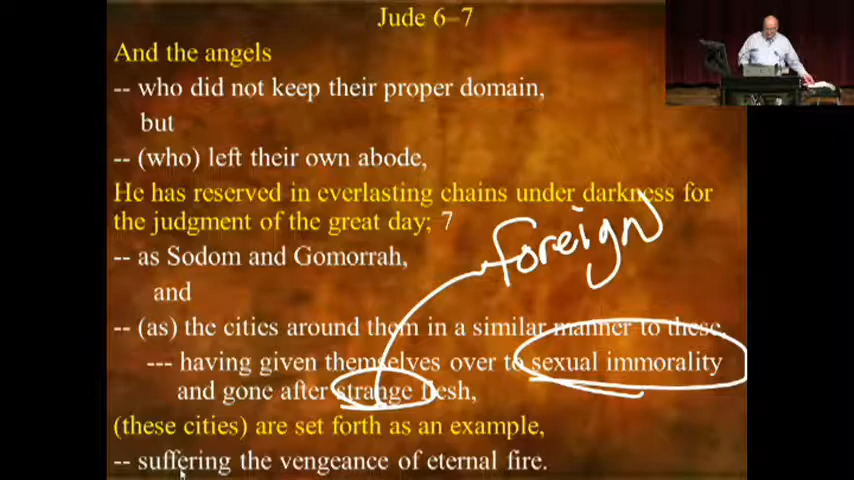 Jude 6–7
And the angels
-- who did not keep their proper domain,
but
-- (who) left their own abode,
He has reserved in everlasting chains under darkness for
the judgment of the great day; 7
foreign
-- as Sodom and Gomorrah,
and
-- (as) the cities around them in a similar manner to these,
--- having given themselves over to sexual immorality
and gone after strange flesh,
(these cities) are set forth as an example,
-- suffering the vengeance of eternal fire.